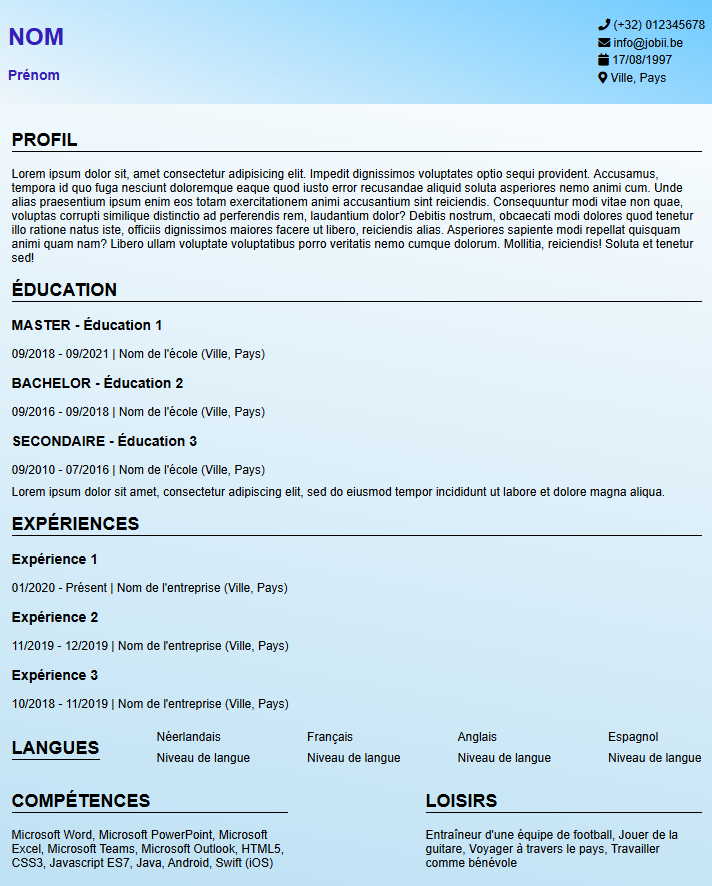 NOM
Prénom
(+32) 012345678
info@jobii.be
17/08/1997
Ville, Pays
PROFIL
Lorem ipsum dolor sit, amet consectetur adipisicing elit. Impedit dignissimos voluptates optio sequi provident. Accusamus,
tempora id quo fuga nesciunt doloremque eaque quod iusto error recusandae aliquid soluta asperiores nemo animi cum. Unde
alias praesentium ipsum enim eos totam exercitationem animi accusantium sint reiciendis. Consequuntur modi vitae non quae,
voluptas corrupti similique distinctio ad perferendis rem, laudantium dolor? Debitis nostrum, obcaecati modi dolores quod tenetur
illo ratione natus iste, officiis dignissimos maiores facere ut libero, reiciendis alias. Asperiores sapiente modi repellat quisquam
animi quam nam? Libero ullam voluptate voluptatibus porro veritatis nemo cumque dolorum. Mollitia, reiciendis! Soluta et tenetur
sed!
ÉDUCATION
MASTER - Éducation 1
09/2018 - 09/2021 | Nom de l'école (Ville, Pays)
BACHELOR - Éducation 2
09/2016 - 09/2018 | Nom de l'école (Ville, Pays)
SECONDAIRE - Éducation 3
09/2010 - 07/2016 | Nom de l'école (Ville, Pays)
Lorem ipsum dolor sit amet, consectetur adipiscing elit, sed do eiusmod tempor incididunt ut labore et dolore magna aliqua.
EXPÉRIENCES
Expérience 1
01/2020 - Présent | Nom de l'entreprise (Ville, Pays)
Expérience 2
11/2019 - 12/2019 | Nom de l'entreprise (Ville, Pays)
Expérience 3
10/2018 - 11/2019 | Nom de l'entreprise (Ville, Pays)
LANGUES
Néerlandais
Niveau de langue
Français
Niveau de langue
Anglais
Niveau de langue
Espagnol
Niveau de langue
COMPÉTENCES
Microsoft Word, Microsoft PowerPoint, Microsoft
Excel, Microsoft Teams, Microsoft Outlook, HTML5,
CSS3, Javascript ES7, Java, Android, Swift (iOS)
LOISIRS
Entraîneur d'une équipe de football, Jouer de la
guitare, Voyager à travers le pays, Travailler
comme bénévole